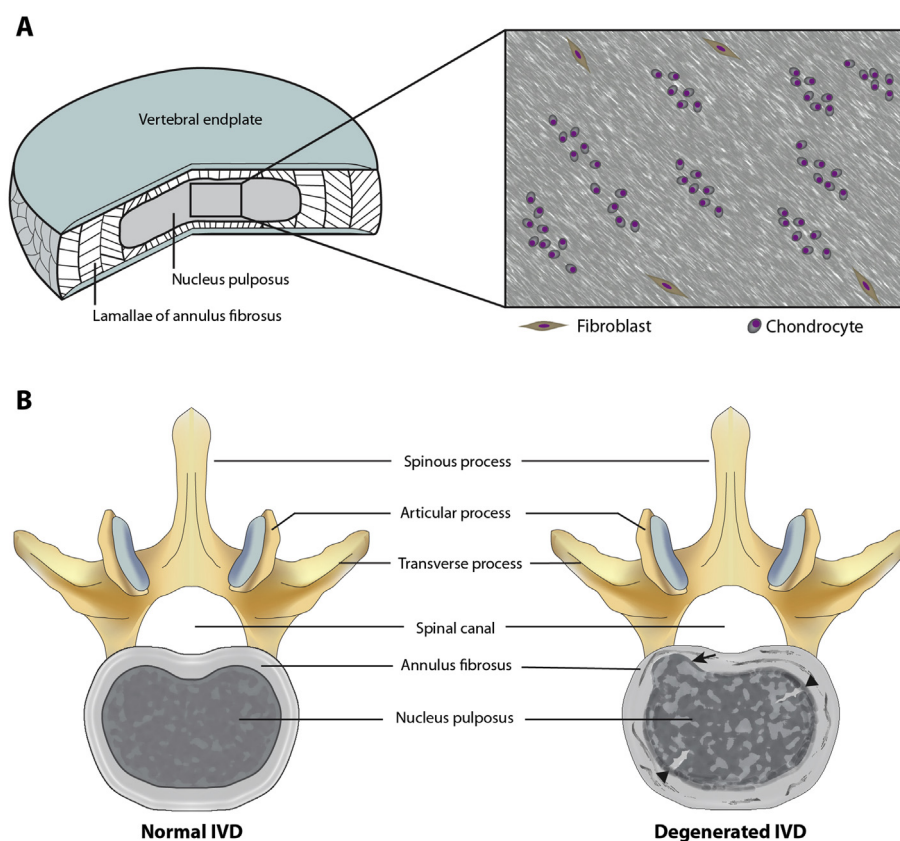 A
Vertebral endplate
Nucleus pulposus
Lamallae of annulus fibrosus
Fibroblast
Chondrocyte
B
Spinous process
Articular process
Transverse process
Spinal canal
Annulus fibrosus
Nucleus pulposus
Normal IVD
Degenerated IVD